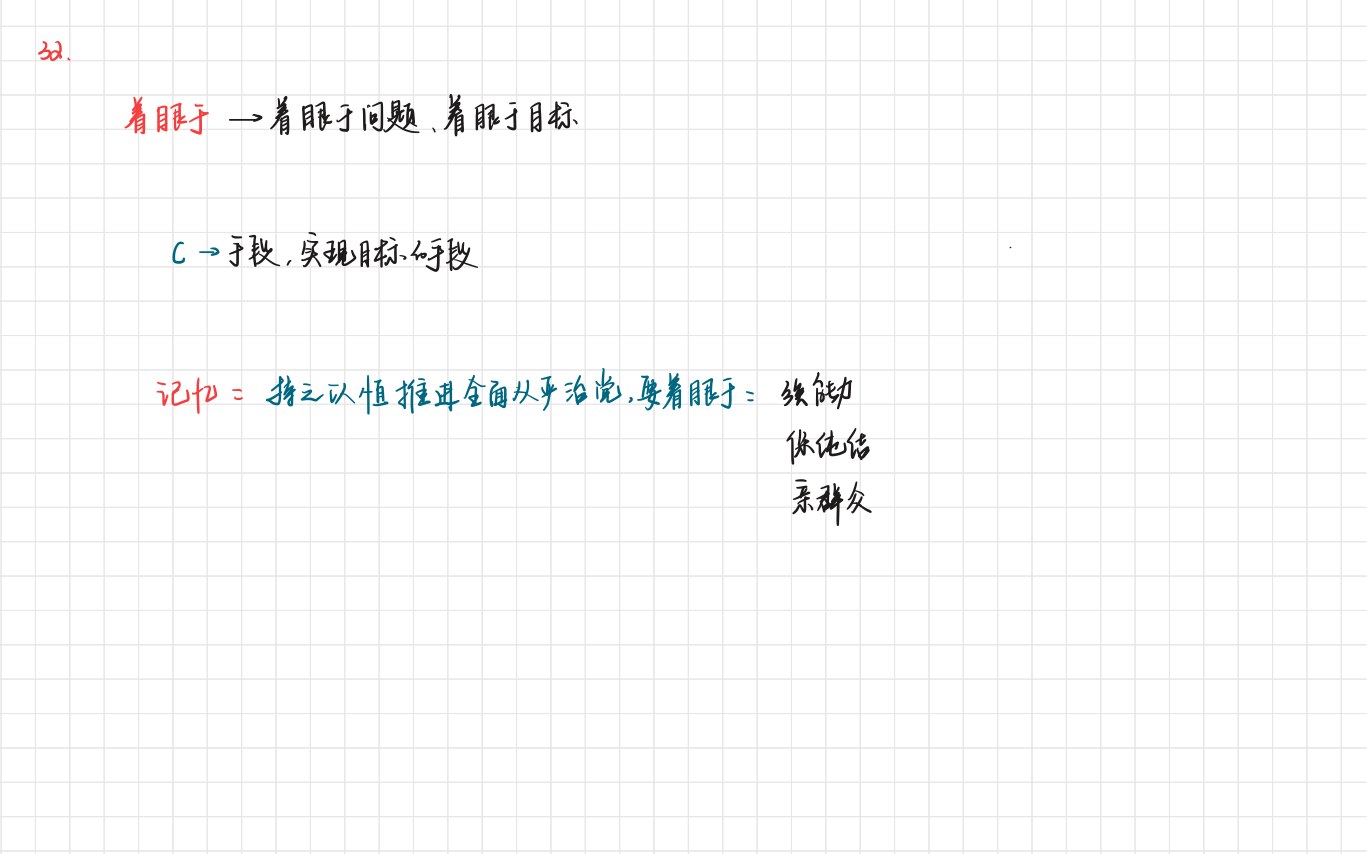 32.
着眼于 → 着眼于问题、着眼于目标
C → 手段，实现目标的手段
记忆： 持之以恒推进全面从严治党，要着眼于： 强能力
保纯洁
亲群众